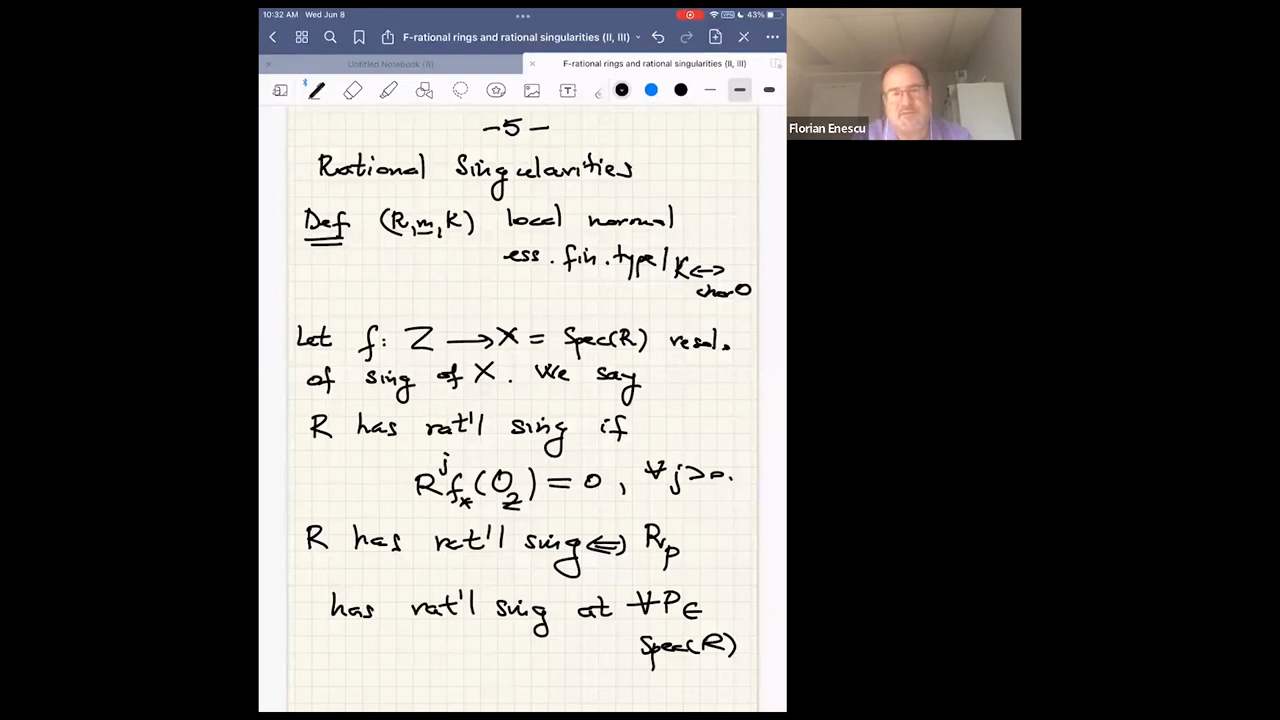 10:32 AM Wed Jun 8
VPN 43%
F-rational rings and rational singularities (II, III)
Untitled Notebook (8)
F-rational rings and rational singularities (II, III)
Florian Enescu
-5-
Rational Singularities
Def (R, m, K) local normal
ess. fin. type / K ↔
char 0
Let f: Z → X = Spec(R) resol.
of sing of X. We say
R has rat'l sing if
R^j f_*(O_Z) = 0, ∀ j > 0.
R has rat'l sing ⟺ R_p
has rat'l sing at ∀ P ∈
Spec(R)